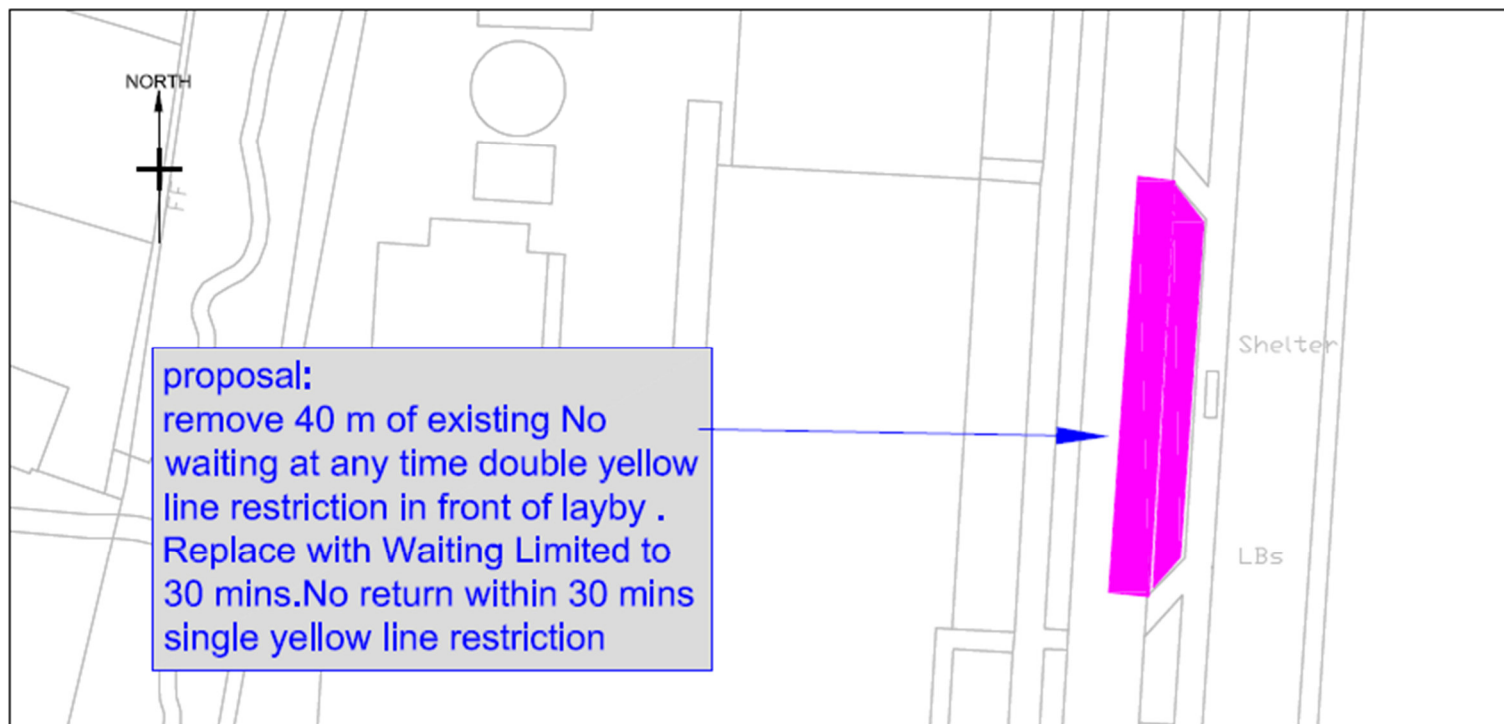 NORTH
FF
proposal:
remove 40 m of existing No
waiting at any time double yellow
line restriction in front of layby .
Replace with Waiting Limited to
30 mins.No return within 30 mins
single yellow line restriction
Shelter
LBs